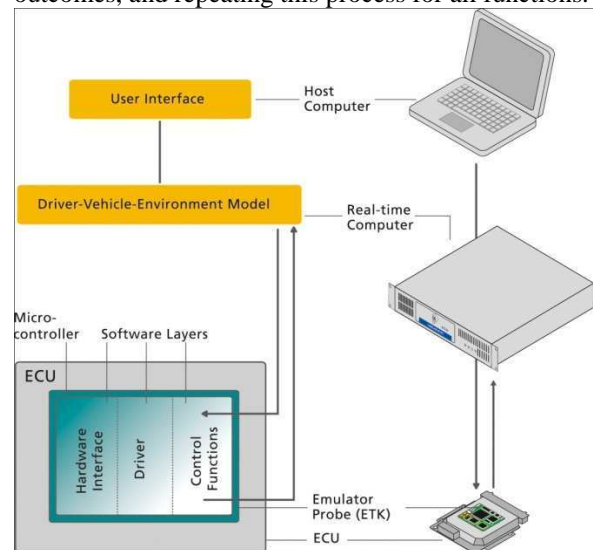 outcomes, and repeating this process for all functions.
User Interface
Host
Computer
Driver-Vehicle-Environment Model
Real-time
Computer
Micro-
controller
Software Layers
ECU
Hardware
Interface
Driver
Control
Functions
Emulator
Probe (ETK)
ECU